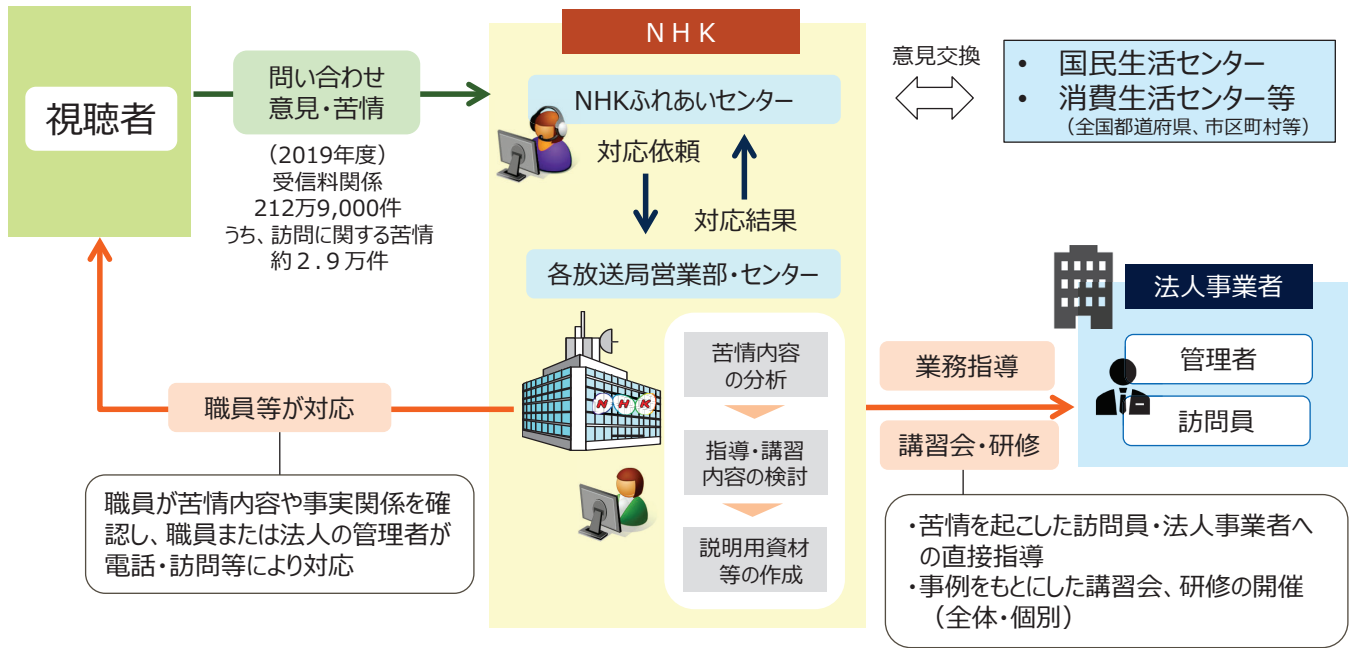 視聴者
問い合わせ
意見・苦情
（2019年度）
受信料関係
212万9,000件
うち、訪問に関する苦情
約２.９万件
ＮＨＫ
NHKふれあいセンター
対応依頼
対応結果
各放送局営業部・センター
NHK
苦情内容
の分析
指導・講習
内容の検討
説明用資材
等の作成
意見交換
• 国民生活センター
• 消費生活センター等
（全国都道府県、市区町村等）
法人事業者
管理者
訪問員
業務指導
講習会・研修
・苦情を起こした訪問員・法人事業者へ
の直接指導
・事例をもとにした講習会、研修の開催
（全体・個別）
職員等が対応
職員が苦情内容や事実関係を確
認し、職員または法人の管理者が
電話・訪問等により対応